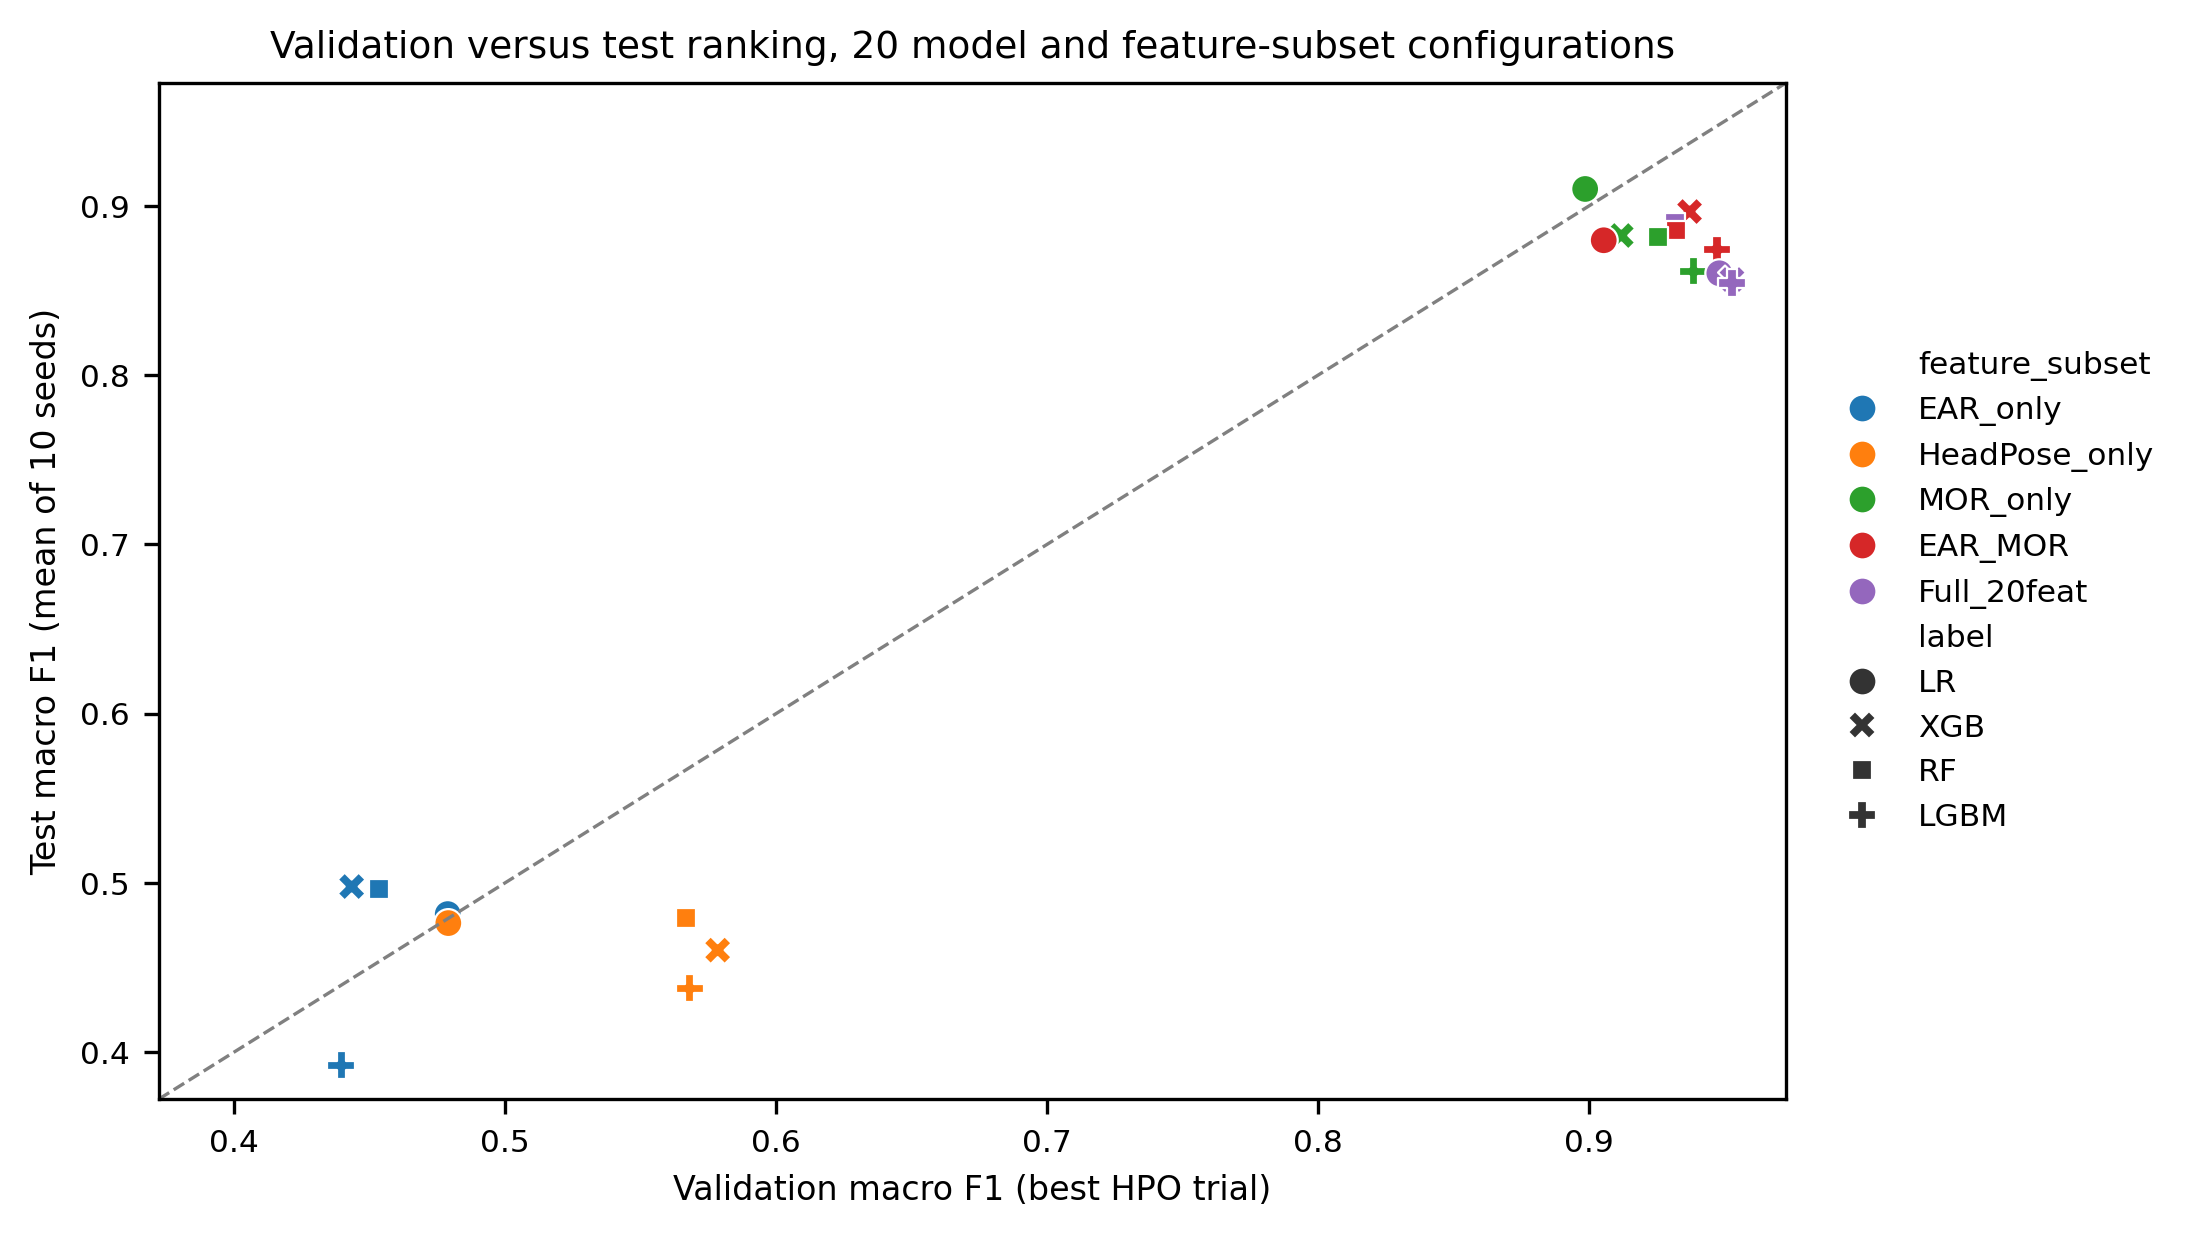 Validation versus test ranking, 20 model and feature-subset configurations
Test macro F1 (mean of 10 seeds)
0.9
0.8
0.7
0.6
0.5
0.4
0.4 0.5 0.6 0.7 0.8 0.9
Validation macro F1 (best HPO trial)
feature_subset
EAR_only
HeadPose_only
MOR_only
EAR_MOR
Full_20feat
label
LR
XGB
RF
LGBM